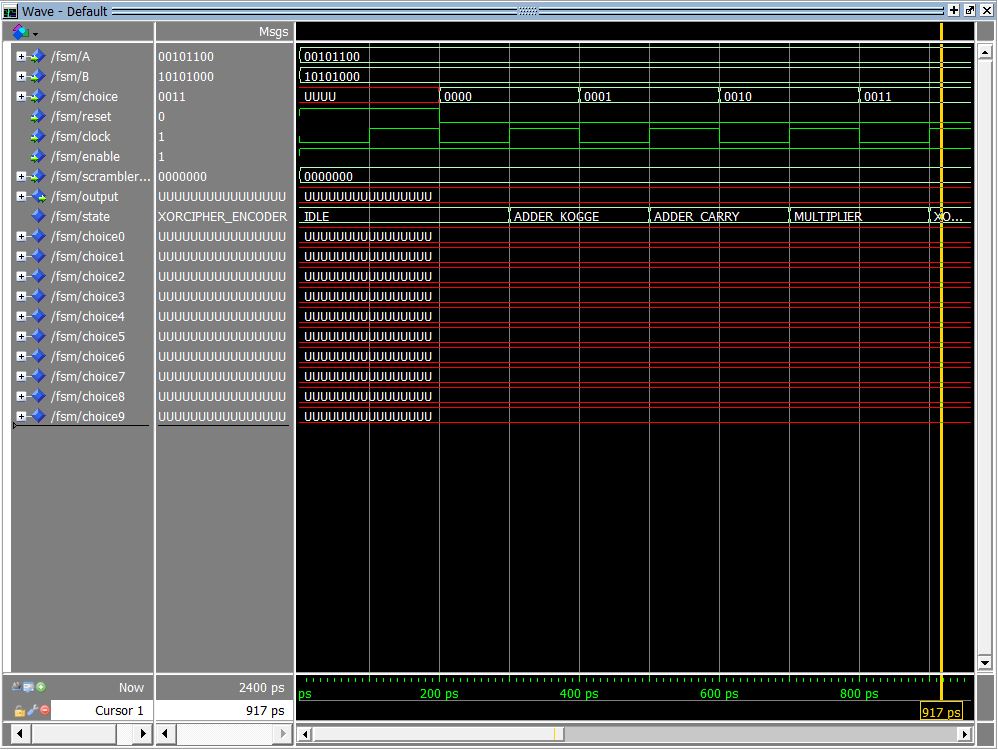 Wave - Default
Msgs
/fsm/A 00101100 00101100
/fsm/B 10101000 10101000
/fsm/choice 0011 UUUU 0000 0001 0010 0011
/fsm/reset 0
/fsm/clock 1
/fsm/enable 1
/fsm/scrambler... 0000000 0000000
/fsm/output UUUUUUUUUUUUUUUU UUUUUUUUUUUUUUUU
/fsm/state XORCIPHER_ENCODER IDLE ADDER_KOGGE ADDER_CARRY MULTIPLIER XO...
/fsm/choice0 UUUUUUUUUUUUUUUU UUUUUUUUUUUUUUUU
/fsm/choice1 UUUUUUUUUUUUUUUU UUUUUUUUUUUUUUUU
/fsm/choice2 UUUUUUUUUUUUUUUU UUUUUUUUUUUUUUUU
/fsm/choice3 UUUUUUUUUUUUUUUU UUUUUUUUUUUUUUUU
/fsm/choice4 UUUUUUUUUUUUUUUU UUUUUUUUUUUUUUUU
/fsm/choice5 UUUUUUUUUUUUUUUU UUUUUUUUUUUUUUUU
/fsm/choice6 UUUUUUUUUUUUUUUU UUUUUUUUUUUUUUUU
/fsm/choice7 UUUUUUUUUUUUUUUU UUUUUUUUUUUUUUUU
/fsm/choice8 UUUUUUUUUUUUUUUU UUUUUUUUUUUUUUUU
/fsm/choice9 UUUUUUUUUUUUUUUU UUUUUUUUUUUUUUUU
Now 2400 ps ps 200 ps 400 ps 600 ps 800 ps
Cursor 1 917 ps 917 ps